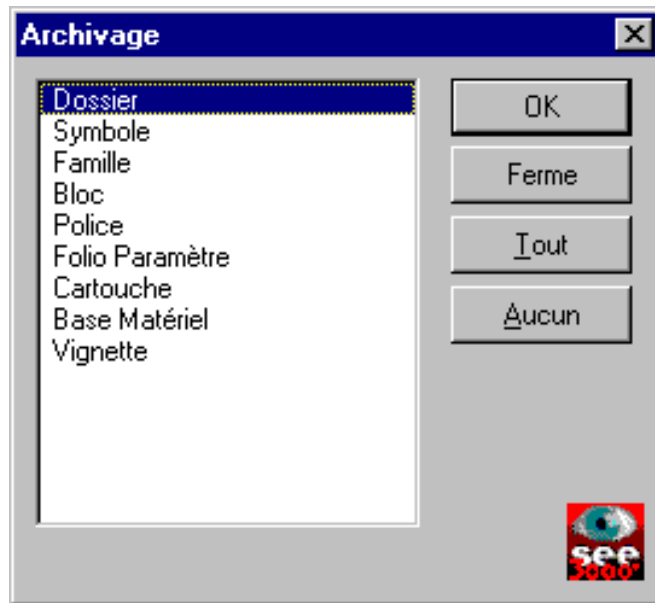 Archivage
Dossier
Symbole
Famille
Bloc
Police
Folio Paramètre
Cartouche
Base Matériel
Vignette
OK
Ferme
Tout
Aucun
see
3000